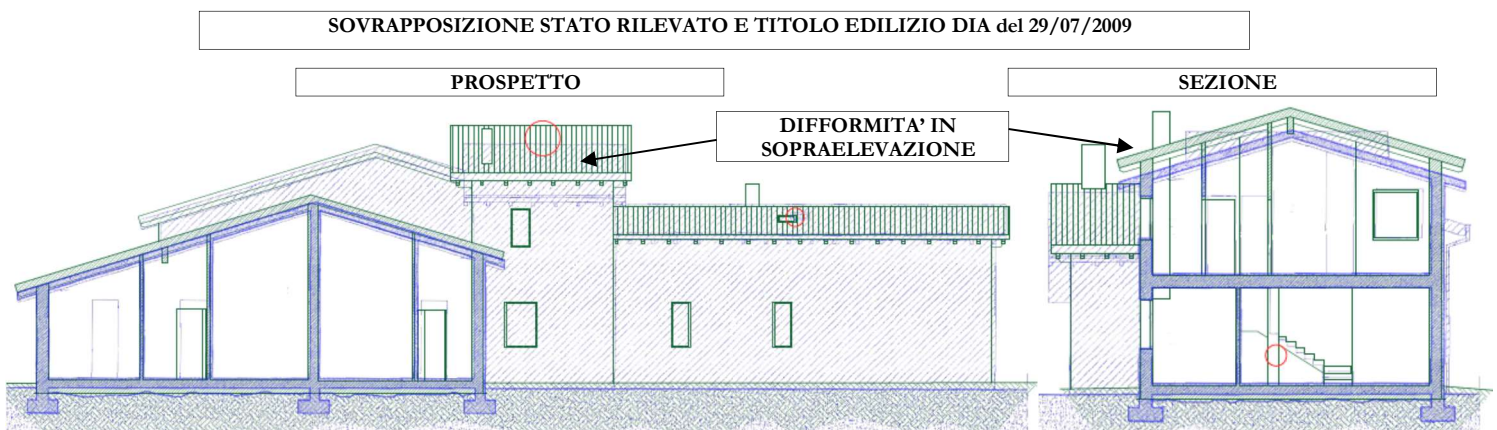 SOVRAPPOSIZIONE STATO RILEVATO E TITOLO EDILIZIO DIA del 29/07/2009
PROSPETTO
SEZIONE
DIFFORMITA’ IN
SOPRAELEVAZIONE